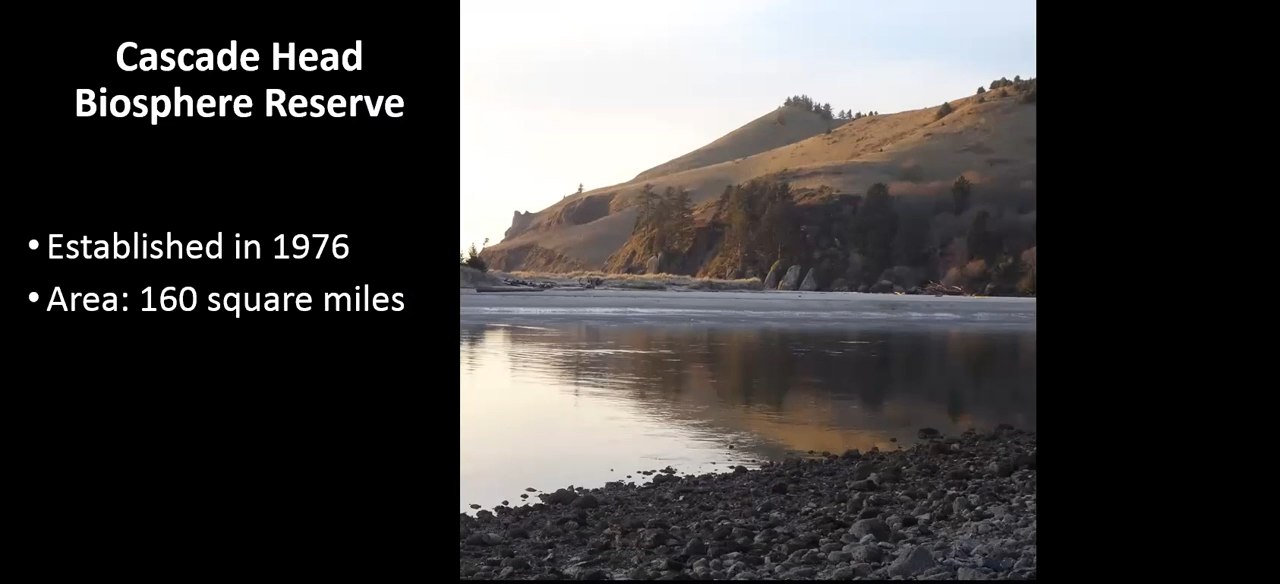 Cascade Head
Biosphere Reserve
• Established in 1976
• Area: 160 square miles